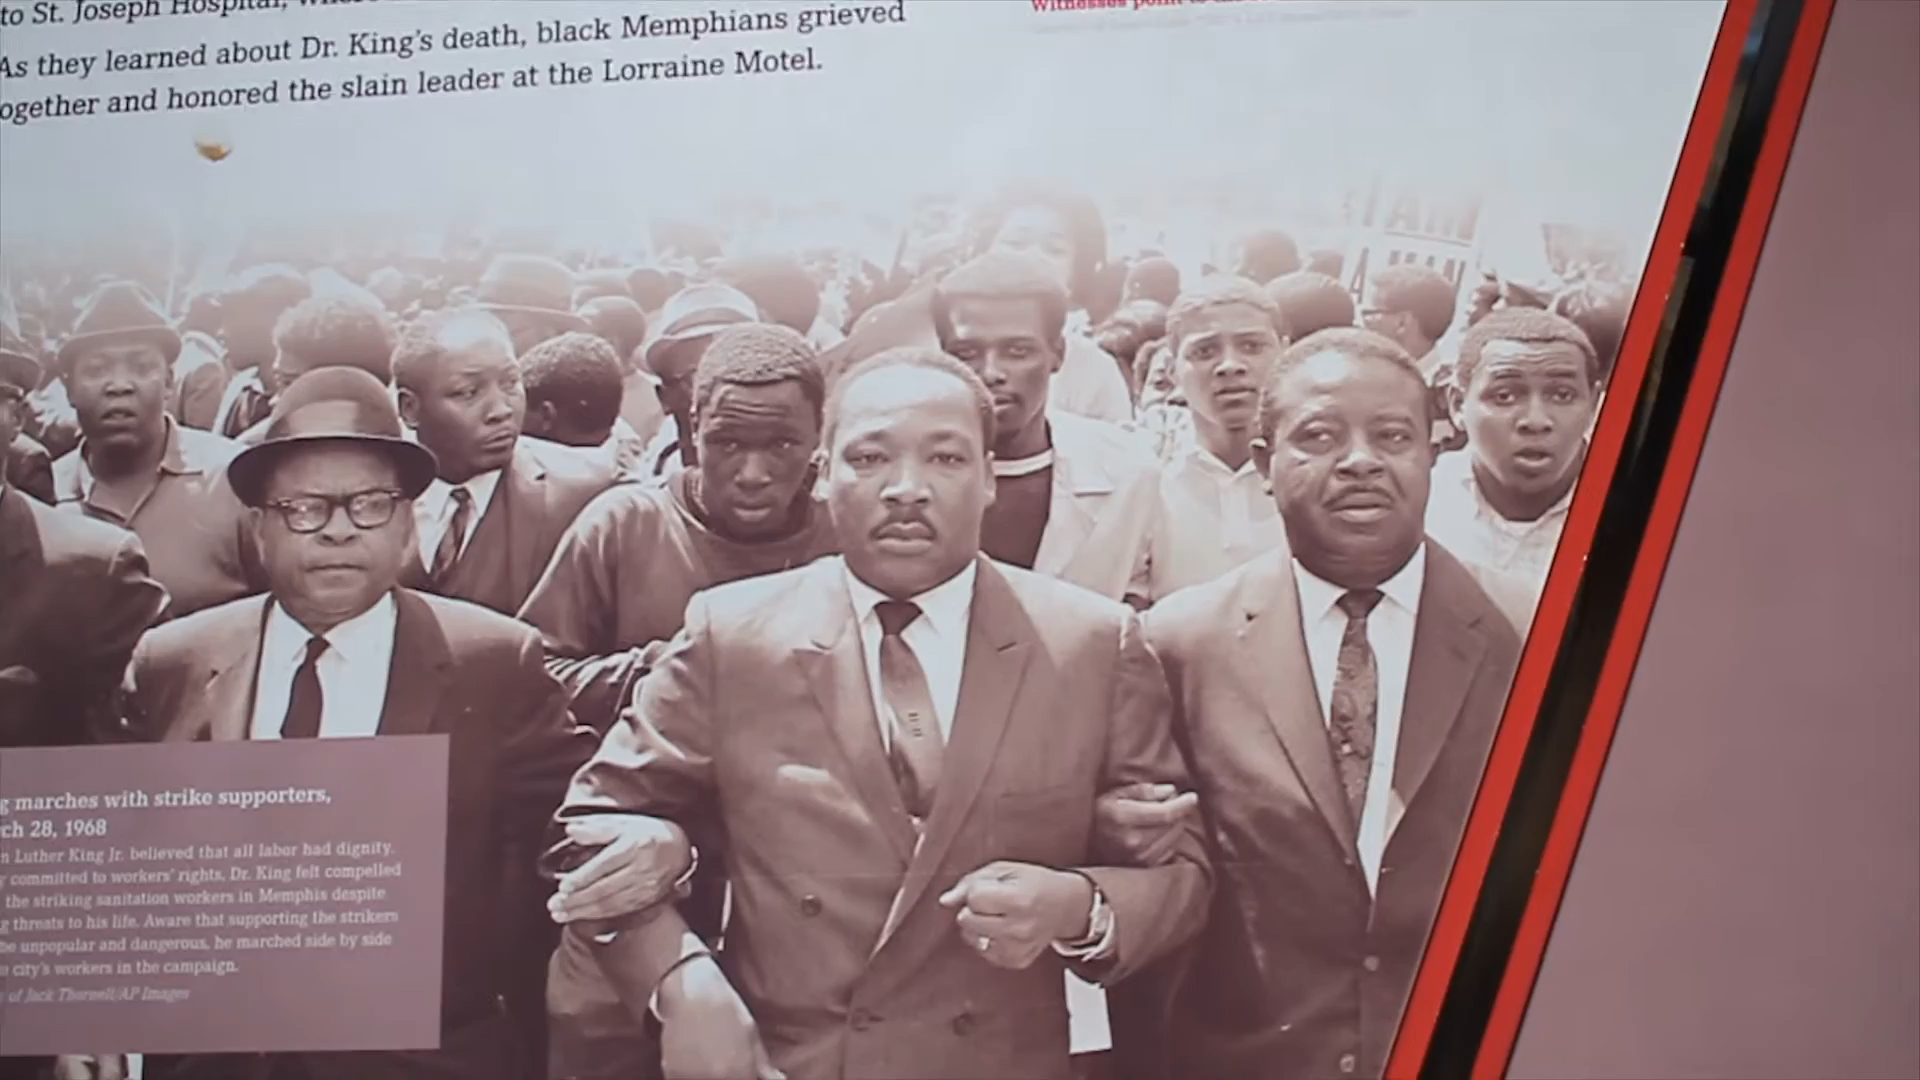 to St. Joseph Hospital,
As they learned about Dr. King's death, black Memphians grieved
ogether and honored the slain leader at the Lorraine Motel.
Witnesses point to
g marches with strike supporters,
ch 28, 1968
n Luther King Jr. believed that all labor had dignity.
committed to workers' rights, Dr. King felt compelled
the striking sanitation workers in Memphis despite
g threats to his life. Aware that supporting the strikers
be unpopular and dangerous, he marched side by side
city's workers in the campaign.
of Jack Thornell/AP Images